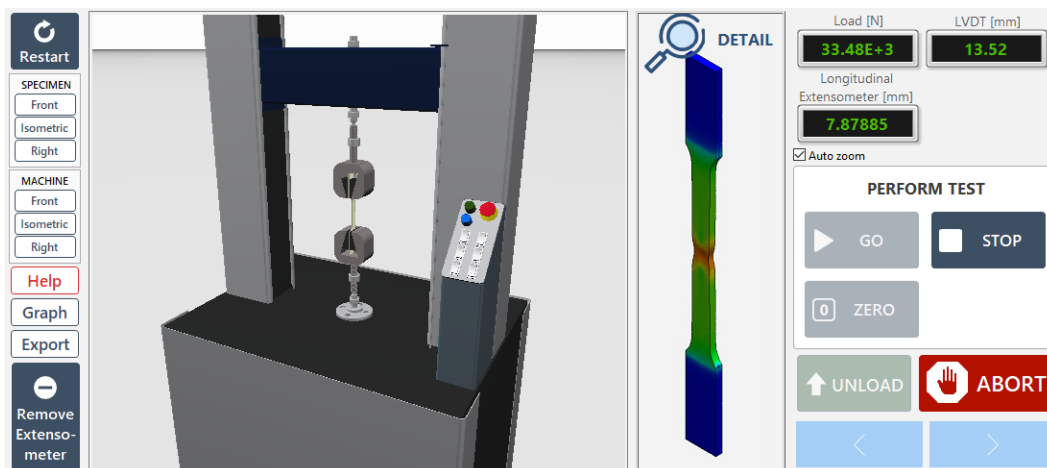 Restart
SPECIMEN
Front
Isometric
Right
MACHINE
Front
Isometric
Right
Help
Graph
Export
Remove
Extenso-
meter
DETAIL
Load [N]
LVDT [mm]
33.48E+3
13.52
Longitudinal
Extensometer [mm]
7.87885
Auto zoom
PERFORM TEST
GO
STOP
0 ZERO
UNLOAD
ABORT